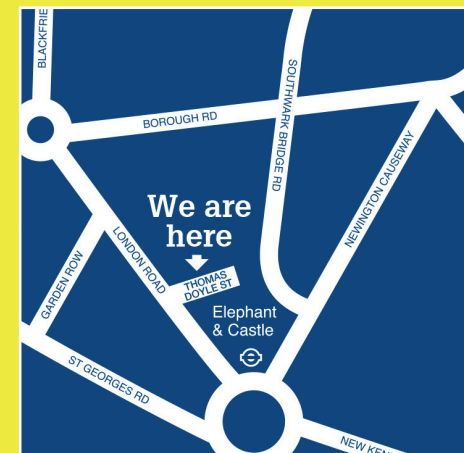 BLACKFRIE
BOROUGH RD
SOUTHWARK BRIDGE RD
NEWINGTON CAUSEWAY
We are
here
LONDON ROAD
GARDEN ROW
THOMAS
DOYLE ST
Elephant
& Castle
ST GEORGES RD
NEW KEN